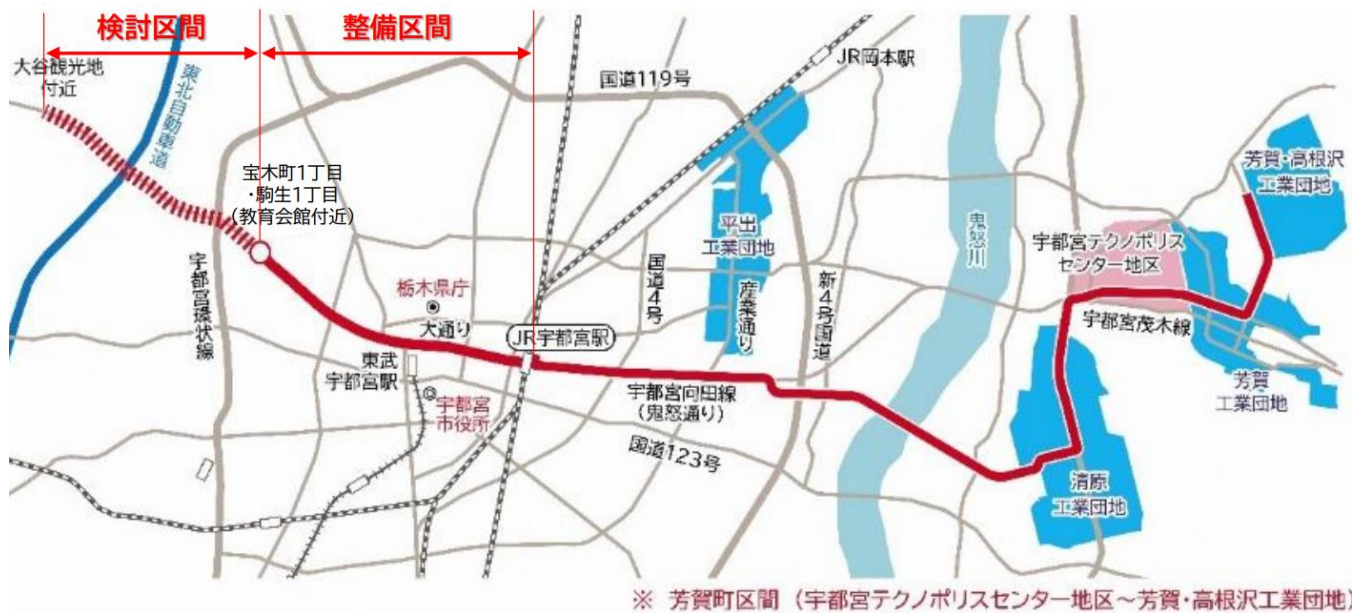 検討区間
整備区間
大谷観光地
付近
東北自動車道
国道119号
JR岡本駅
宝木町1丁目
・駒生1丁目
（教育会館付近）
芳賀・高根沢
工業団地
平出
工業団地
鬼怒川
宇都宮テクノポリス
センター地区
宇都宮環状線
栃木県庁
大通り
国道4号
産業通り
新4号国道
JR宇都宮駅
宇都宮茂木線
東武
宇都宮駅
宇都宮
市役所
宇都宮向田線
（鬼怒通り）
芳賀
工業団地
国道123号
清原
工業団地
※ 芳賀町区間（宇都宮テクノポリスセンター地区～芳賀・高根沢工業団地）